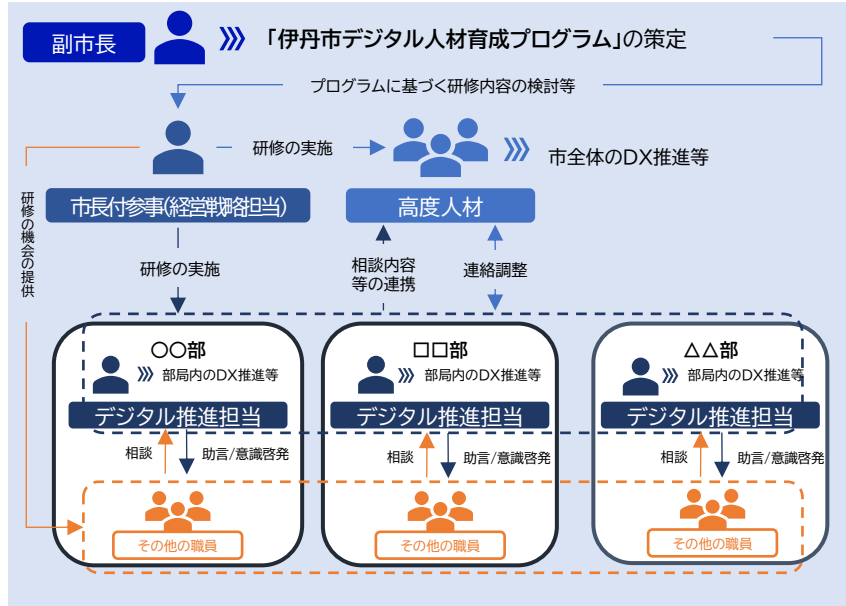 副市長
「伊丹市デジタル人材育成プログラム」の策定
プログラムに基づく研修内容の検討等
研修の実施
市全体のDX推進等
市長付参事(経営戦略担当)
高度人材
研修の機会の提供
研修の実施
相談内容
等の連携
連絡調整
〇〇部
部局内のDX推進等
デジタル推進担当
相談
助言/意識啓発
その他の職員
□□部
部局内のDX推進等
デジタル推進担当
相談
助言/意識啓発
その他の職員
△△部
部局内のDX推進等
デジタル推進担当
相談
助言/意識啓発
その他の職員